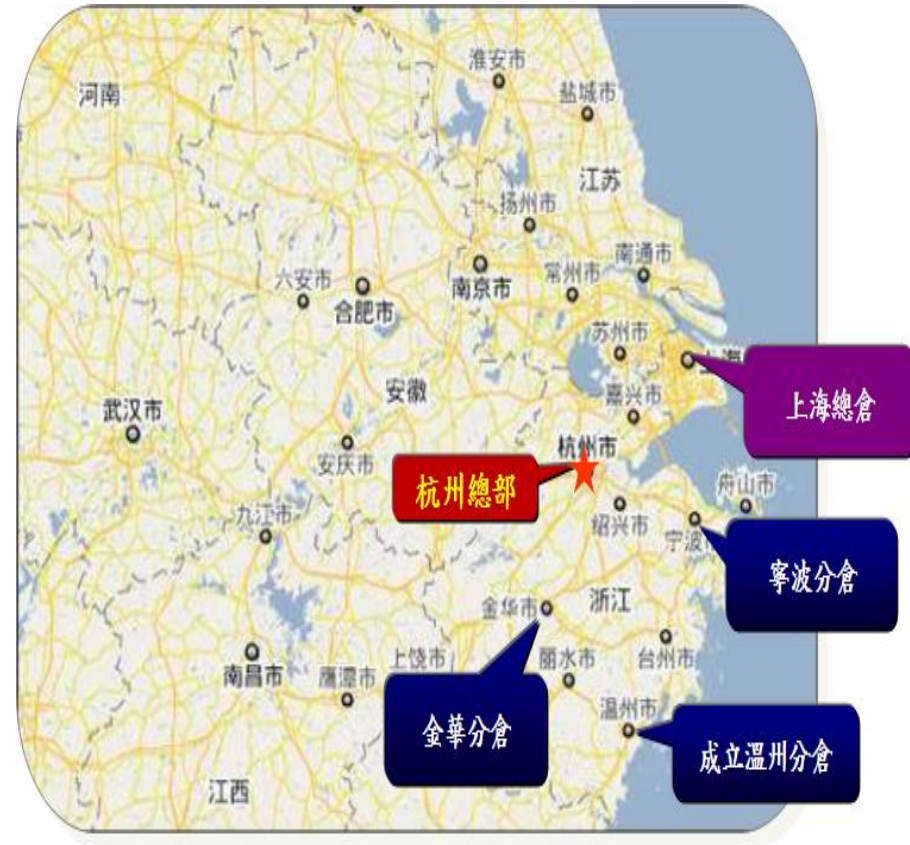 淮安市
河南
盐城市
江苏
扬州市
南通市
六安市
南京市
常州市
合肥市
苏州市
上海
上海總倉
安徽
嘉兴市
武汉市
杭州市
安庆市
杭州總部
舟山市
九江市
绍兴市
宁波市
寧波分倉
金华市
浙江
上饶市
丽水市
台州市
南昌市
鹰潭市
温州市
金華分倉
成立溫州分倉
江西